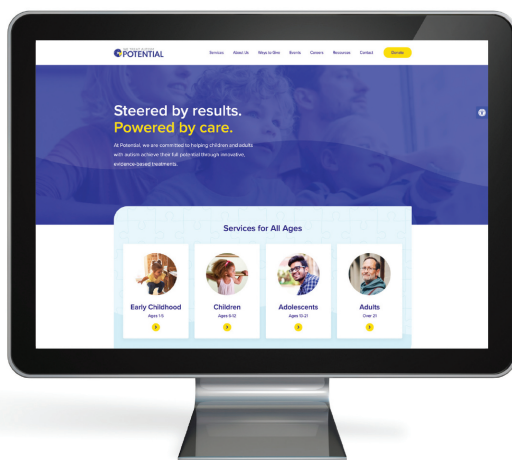 POTENTIAL
Services About Us Ways to Give Events Careers Resources Contact Donate
Steered by results.
Powered by care.
At Potential, we are committed to helping children and adults
with autism achieve their full potential through innovative,
evidence-based treatments.
Services for All Ages
Early Childhood Children Adolescents Adults
Ages 1-5 Ages 6-12 Ages 13-21 Over 21